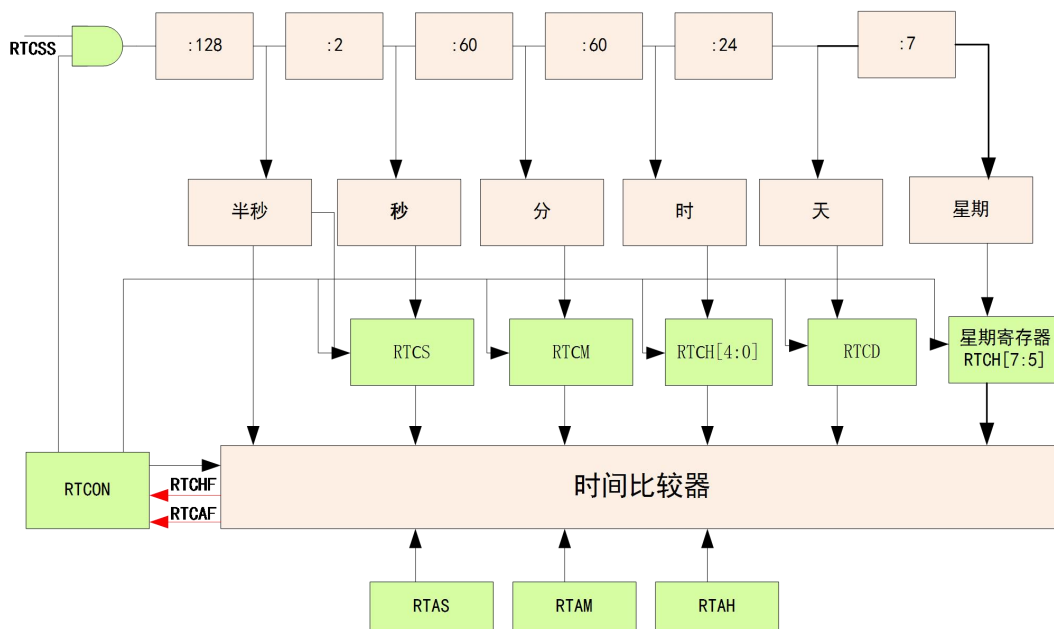 RTCSS
:128
:2
:60
:60
:24
:7
半秒
秒
分
时
天
星期
RTCS
RTCM
RTCH[4:0]
RTCD
星期寄存器
RTCH[7:5]
RTCON
RTCHF
RTCAF
时间比较器
RTAS
RTAM
RTAH